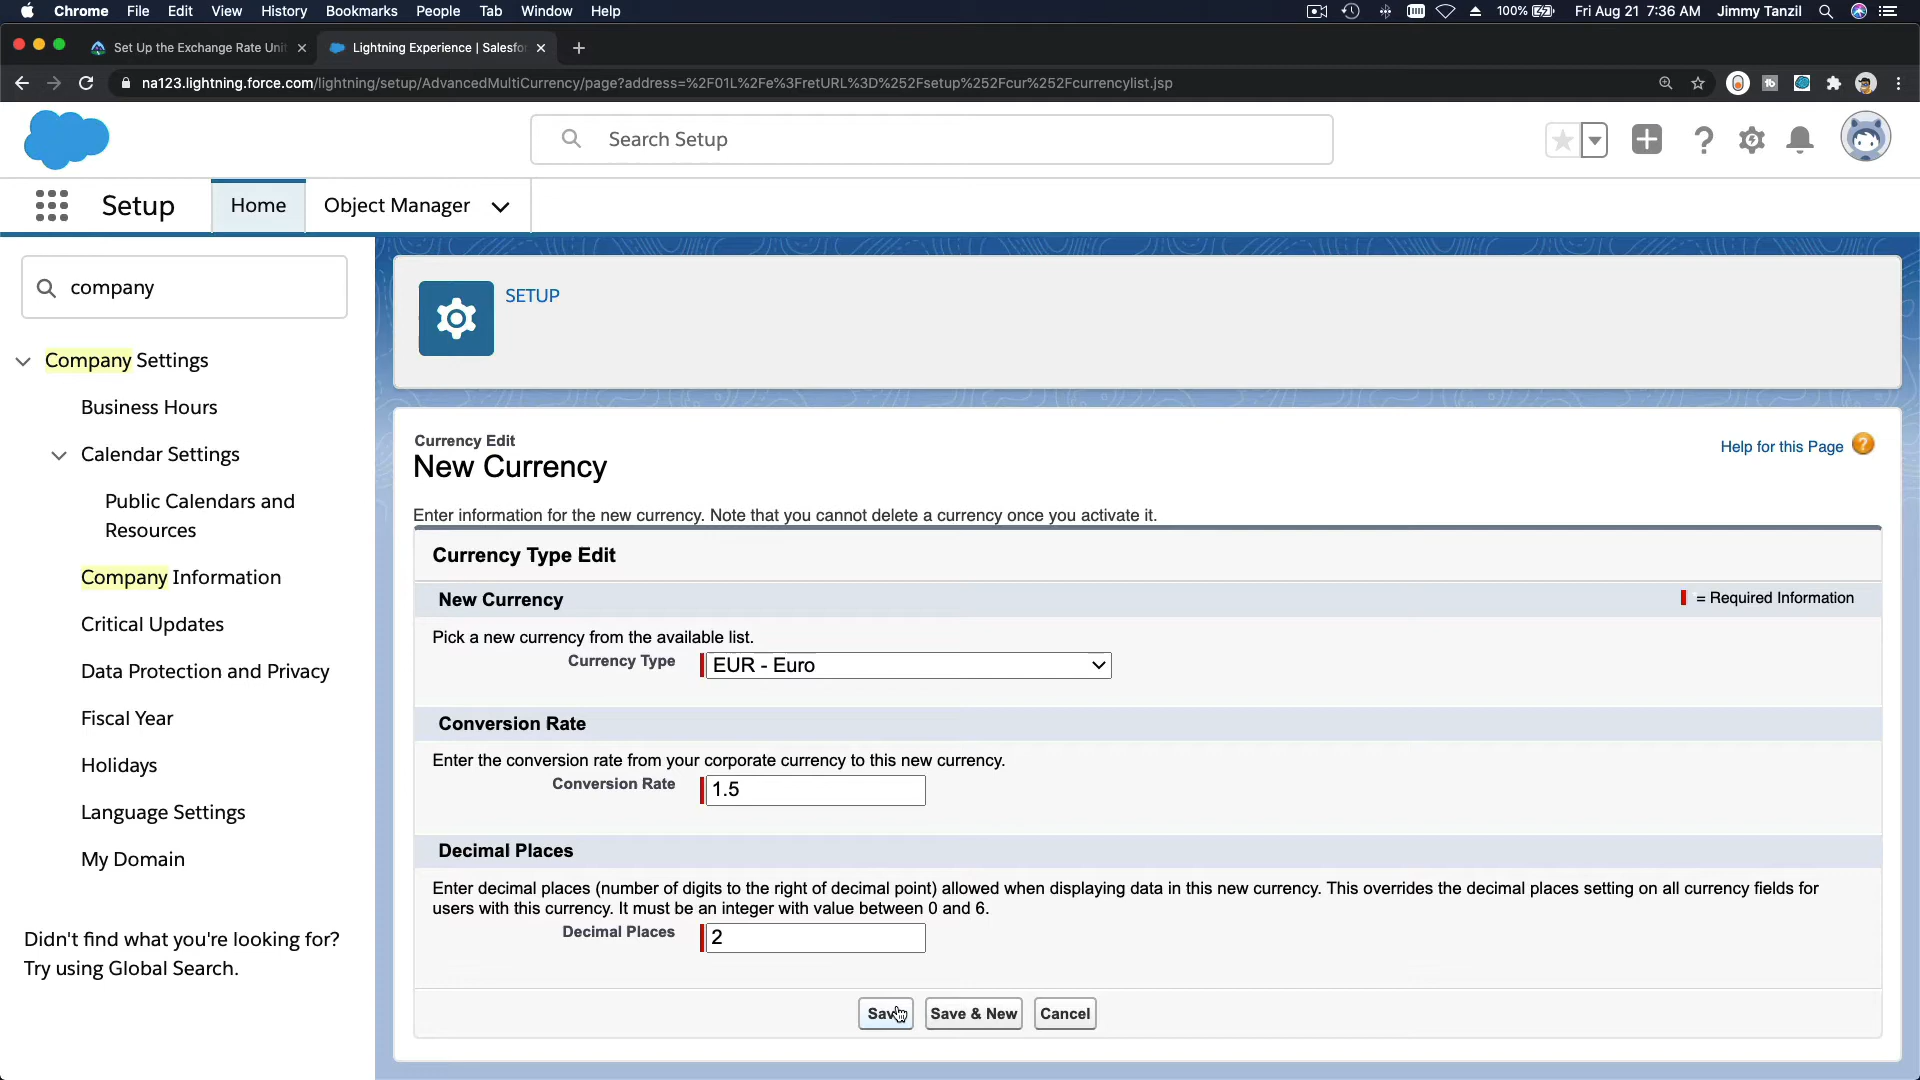 Chrome File Edit View History Bookmarks People Tab Window Help 100% Fri Aug 21 7:36 AM Jimmy Tanzil
Set Up the Exchange Rate Uni
Lightning Experience | Salesfo
na123.lightning.force.com/lightning/setup/AdvancedMultiCurrency/page?address=%2F01L%2Fe%3FretURL%3D%252Fsetup%252Fcur%252Fcurrencylist.jsp
Search Setup
Setup
Home
Object Manager
company
Company Settings
Business Hours
Calendar Settings
Public Calendars and
Resources
Company Information
Critical Updates
Data Protection and Privacy
Fiscal Year
Holidays
Language Settings
My Domain
Didn't find what you're looking for?
Try using Global Search.
SETUP
Currency Edit
New Currency
Help for this Page
Enter information for the new currency. Note that you cannot delete a currency once you activate it.
Currency Type Edit
New Currency
= Required Information
Pick a new currency from the available list.
Currency Type
EUR - Euro
Conversion Rate
Enter the conversion rate from your corporate currency to this new currency.
Conversion Rate
1.5
Decimal Places
Enter decimal places (number of digits to the right of decimal point) allowed when displaying data in this new currency. This overrides the decimal places setting on all currency fields for
users with this currency. It must be an integer with value between 0 and 6.
Decimal Places
2
Save
Save & New
Cancel